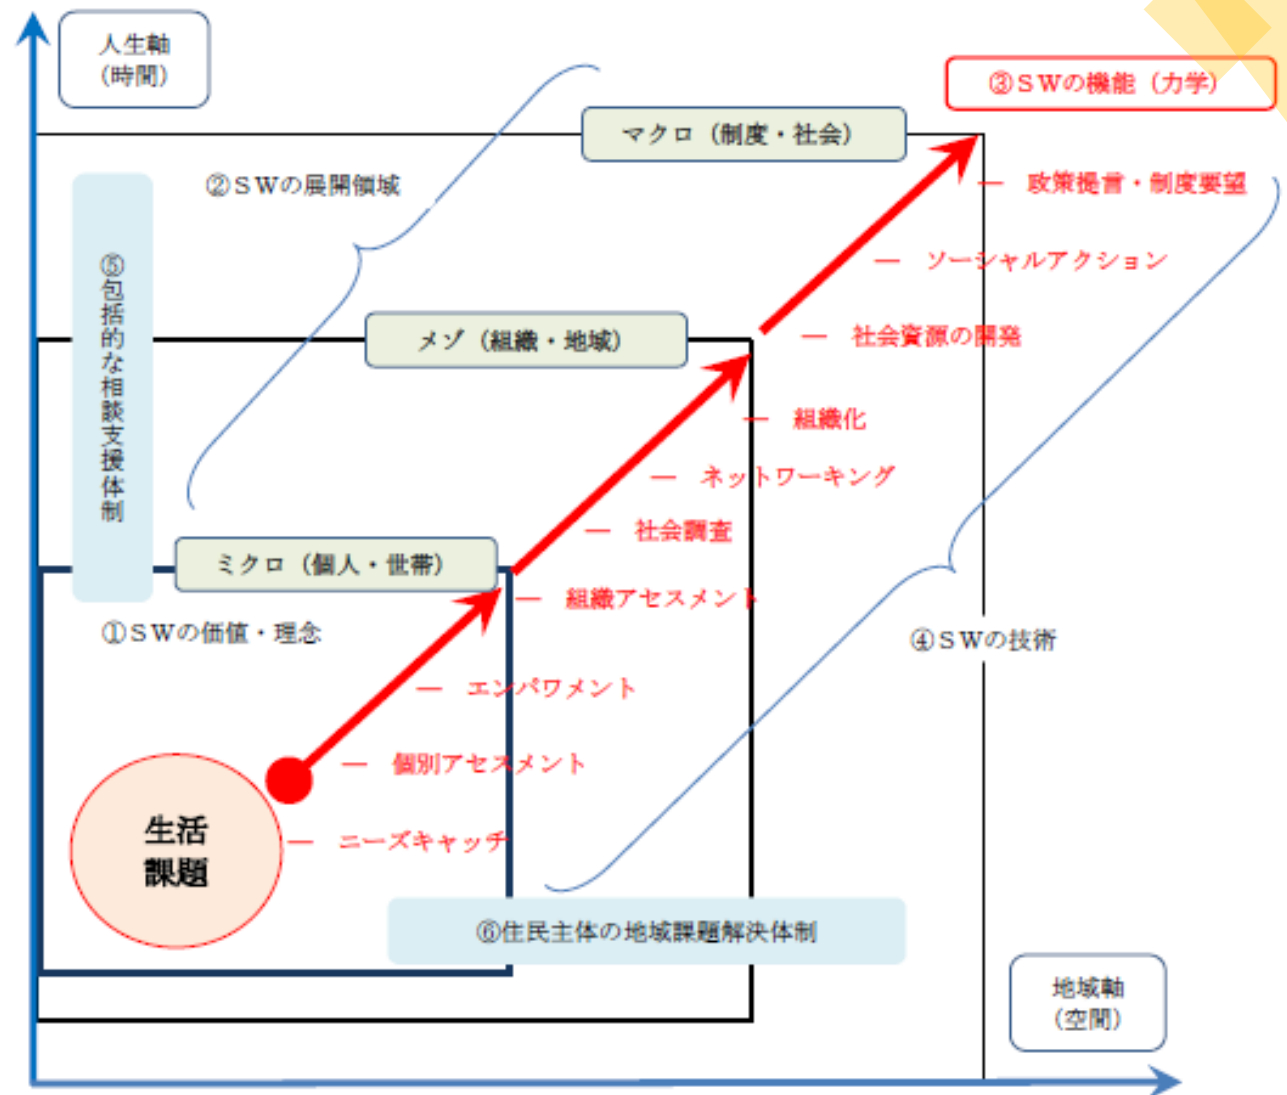 人生軸
（時間）
③ＳＷの機能（力学）
マクロ（制度・社会）
②ＳＷの展開領域
― 政策提言・制度要望
― ソーシャルアクション
⑤包括的な相談支援体制
― 社会資源の開発
メゾ（組織・地域）
― 組織化
― ネットワーキング
― 社会調査
ミクロ（個人・世帯）
― 組織アセスメント
①ＳＷの価値・理念
④ＳＷの技術
― エンパワメント
― 個別アセスメント
生活
課題
― ニーズキャッチ
⑥住民主体の地域課題解決体制
地域軸
（空間）